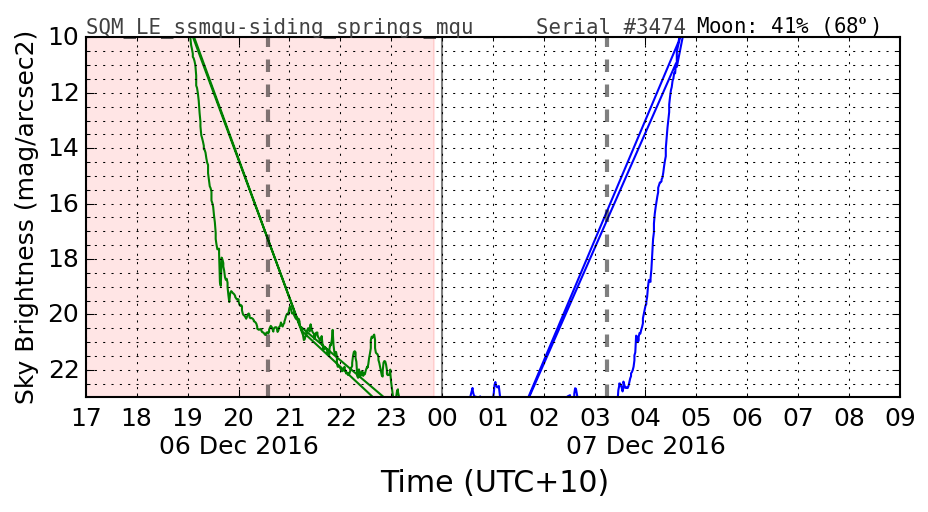 SQM_LE_ssmqu-siding_springs_mqu Serial #3474 Moon: 41% (68°)
Sky Brightness (mag/arcsec2)
10
12
14
16
18
20
22
17 18 19 20 21 22 23 00 01 02 03 04 05 06 07 08 09
06 Dec 2016 07 Dec 2016
Time (UTC+10)